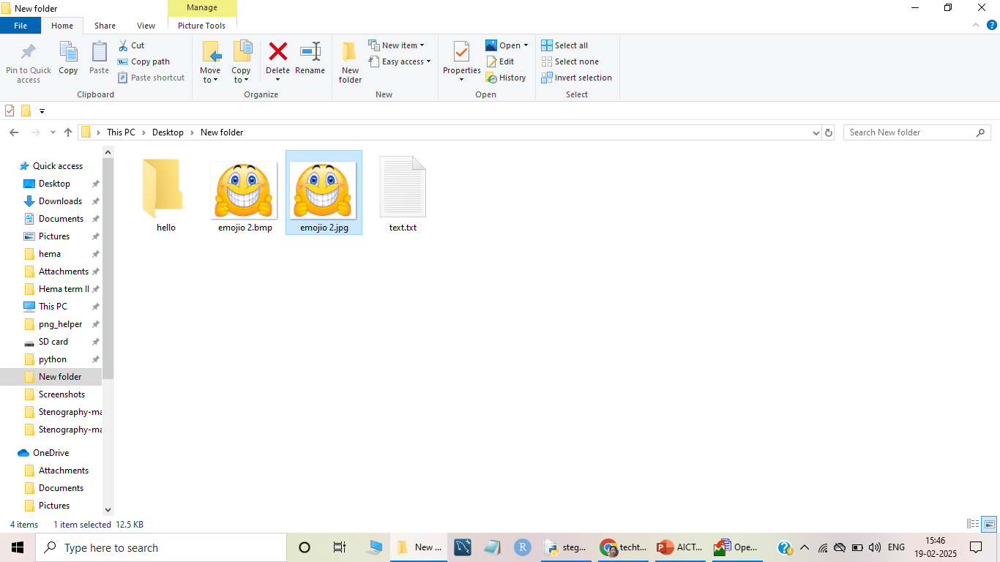 New folder
Manage
File
Home
Share
View
Picture Tools
Pin to Quick access
Copy
Paste
Cut
Copy path
Paste shortcut
Clipboard
Move to
Copy to
Delete
Rename
Organize
New folder
New item
Easy access
New
Properties
Open
Edit
History
Open
Select all
Select none
Invert selection
Select
This PC
Desktop
New folder
Search New folder
Quick access
Desktop
Downloads
Documents
Pictures
hema
Attachments
Hema term II
This PC
png_helper
SD card
python
New folder
Screenshots
Stenography-ma
Stenography-ma
OneDrive
Attachments
Documents
Pictures
hello
emojio 2.bmp
emojio 2.jpg
text.txt
4 items
1 item selected 12.5 KB
Type here to search
New ...
R
steg...
techt...
AICT...
Ope...
ENG
15:46
19-02-2025